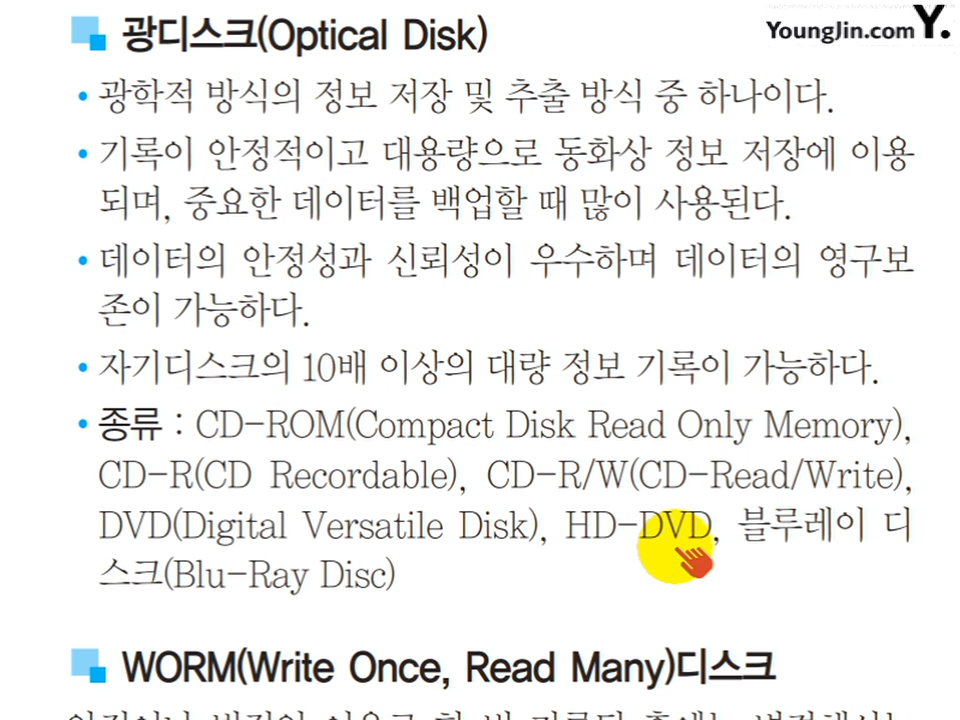 광디스크(Optical Disk)
YoungJin.com Y.
• 광학적 방식의 정보 저장 및 추출 방식 중 하나이다.
• 기록이 안정적이고 대용량으로 동화상 정보 저장에 이용
되며, 중요한 데이터를 백업할 때 많이 사용된다.
• 데이터의 안정성과 신뢰성이 우수하며 데이터의 영구보
존이 가능하다.
• 자기디스크의 10배 이상의 대량 정보 기록이 가능하다.
• 종류 : CD-ROM(Compact Disk Read Only Memory),
CD-R(CD Recordable), CD-R/W(CD-Read/Write),
DVD(Digital Versatile Disk), HD-DVD, 블루레이 디
스크(Blu-Ray Disc)
WORM(Write Once, Read Many)디스크